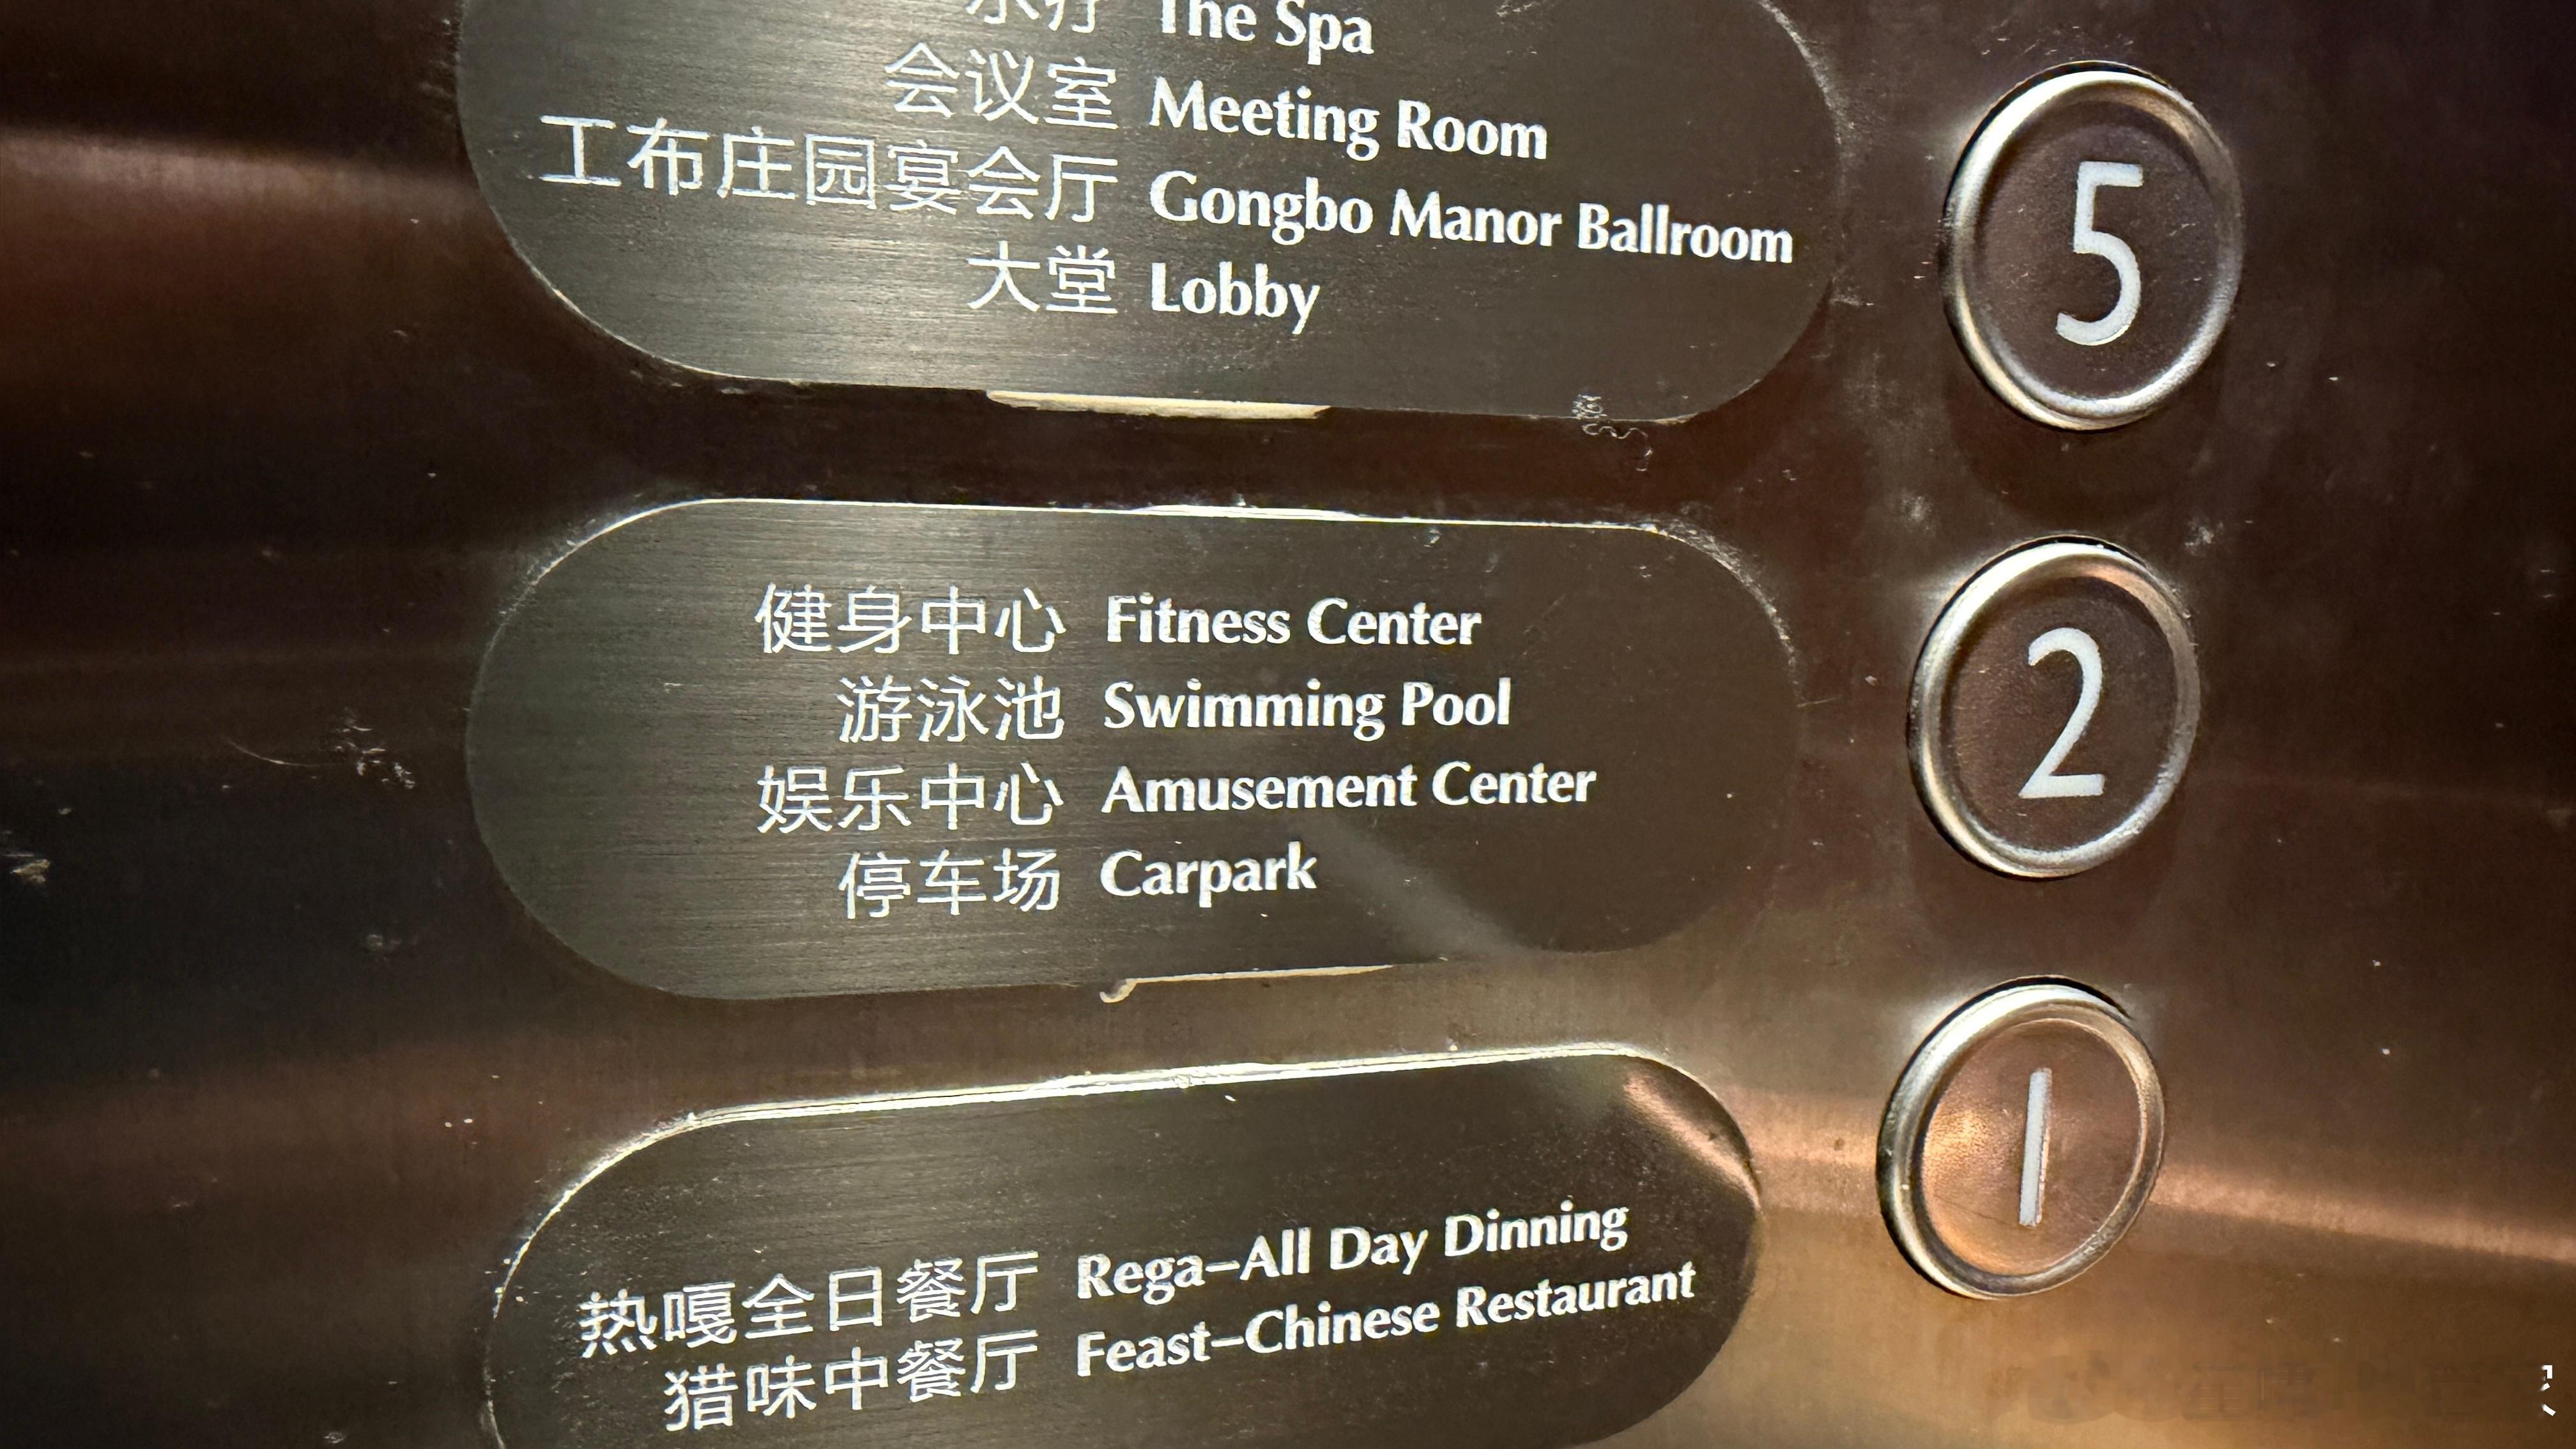 水疗 The Spa
会议室 Meeting Room
工布庄园宴会厅 Gongbo Manor Ballroom
大堂 Lobby
5
健身中心 Fitness Center
游泳池 Swimming Pool
娱乐中心 Amusement Center
停车场 Carpark
2
热嘎全日餐厅 Rega–All Day Dinning
猎味中餐厅 Feast–Chinese Restaurant
1